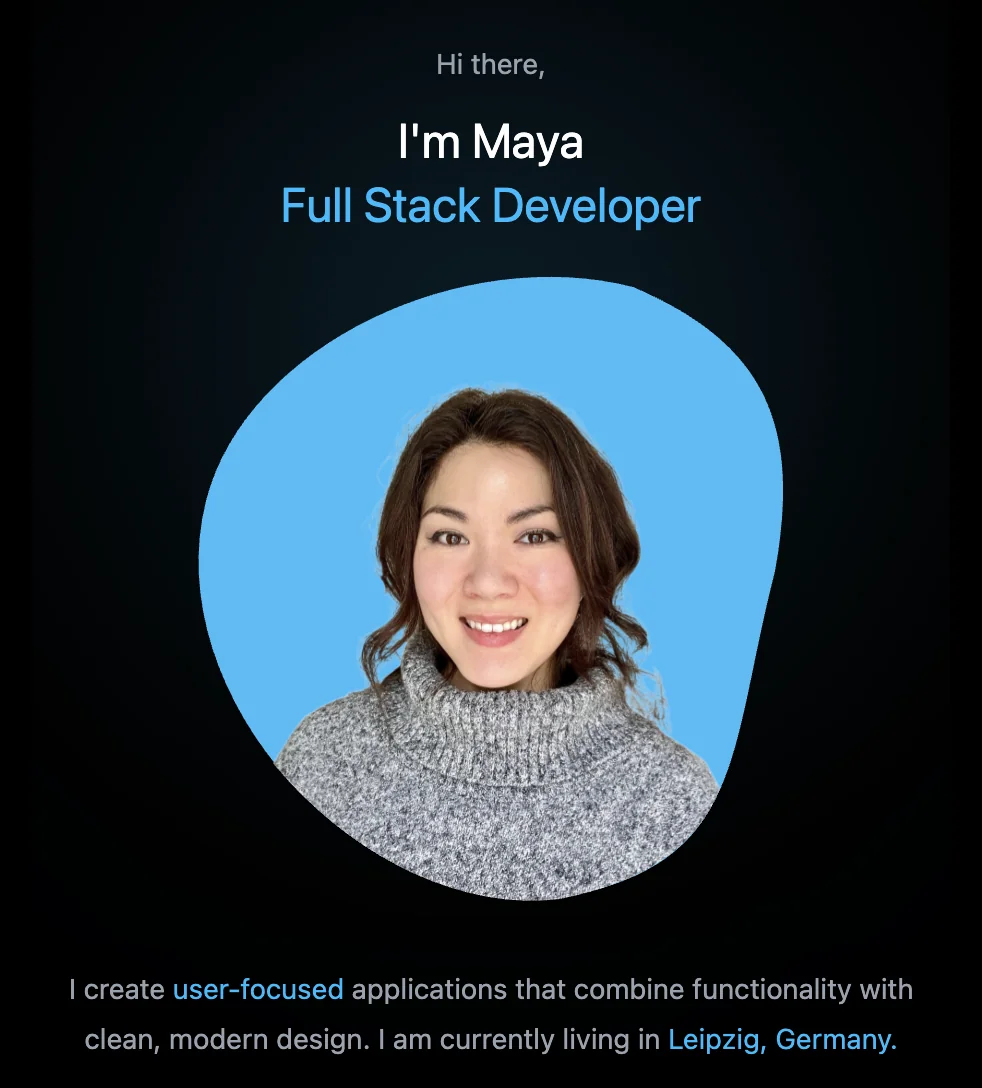 Hi there,
I'm Maya
Full Stack Developer
I create user-focused applications that combine functionality with
clean, modern design. I am currently living in Leipzig, Germany.